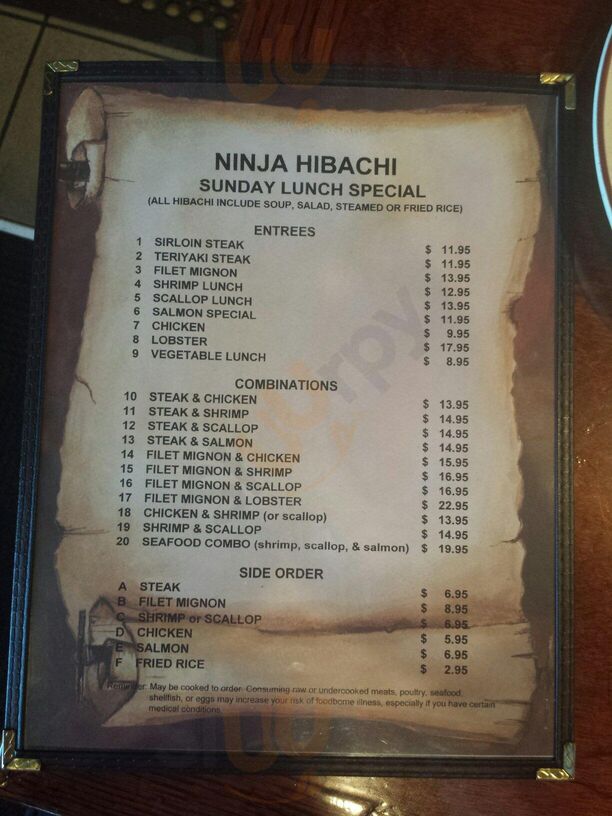 NINJA HIBACHI
SUNDAY LUNCH SPECIAL
(ALL HIBACHI INCLUDE SOUP, SALAD, STEAMED OR FRIED RICE)
ENTREES
1 SIRLOIN STEAK $ 11.95
2 TERIYAKI STEAK $ 11.95
3 FILET MIGNON $ 13.95
4 SHRIMP LUNCH $ 12.95
5 SCALLOP LUNCH $ 13.95
6 SALMON SPECIAL $ 11.95
7 CHICKEN $ 9.95
8 LOBSTER $ 17.95
9 VEGETABLE LUNCH $ 8.95
COMBINATIONS
10 STEAK & CHICKEN $ 13.95
11 STEAK & SHRIMP $ 14.95
12 STEAK & SCALLOP $ 14.95
13 STEAK & SALMON $ 14.95
14 FILET MIGNON & CHICKEN $ 15.95
15 FILET MIGNON & SHRIMP $ 16.95
16 FILET MIGNON & SCALLOP $ 16.95
17 FILET MIGNON & LOBSTER $ 22.95
18 CHICKEN & SHRIMP (or scallop) $ 13.95
19 SHRIMP & SCALLOP $ 14.95
20 SEAFOOD COMBO (shrimp, scallop, & salmon) $ 19.95
SIDE ORDER
A STEAK $ 6.95
B FILET MIGNON $ 8.95
C SHRIMP or SCALLOP $ 6.95
D CHICKEN $ 5.95
E SALMON $ 6.95
F FRIED RICE $ 2.95
Reminder: May be cooked to order. Consuming raw or undercooked meats, poultry, seafood,
shellfish, or eggs may increase your risk of foodborne illness, especially if you have certain
medical conditions.